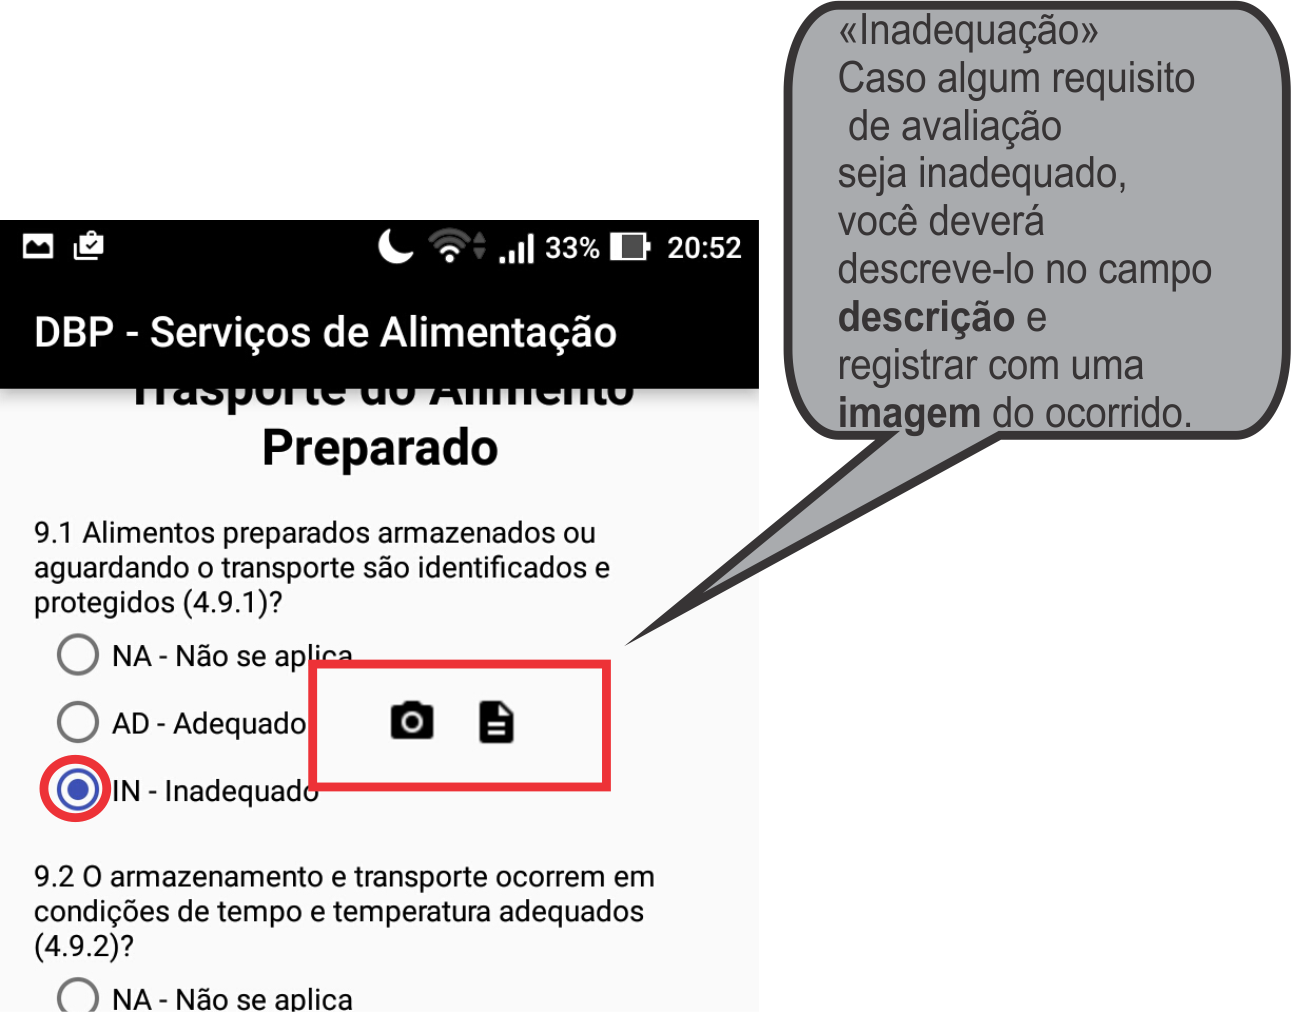 «Inadequação»
Caso algum requisito
de avaliação
seja inadequado,
você deverá
descreve-lo no campo
descrição e
registrar com uma
imagem do ocorrido.
33% 20:52
DBP - Serviços de Alimentação
Trasporte do Alimento
Preparado
9.1 Alimentos preparados armazenados ou
aguardando o transporte são identificados e
protegidos (4.9.1)?
NA - Não se aplica
AD - Adequado
IN - Inadequado
9.2 O armazenamento e transporte ocorrem em
condições de tempo e temperatura adequados
(4.9.2)?
NA - Não se aplica